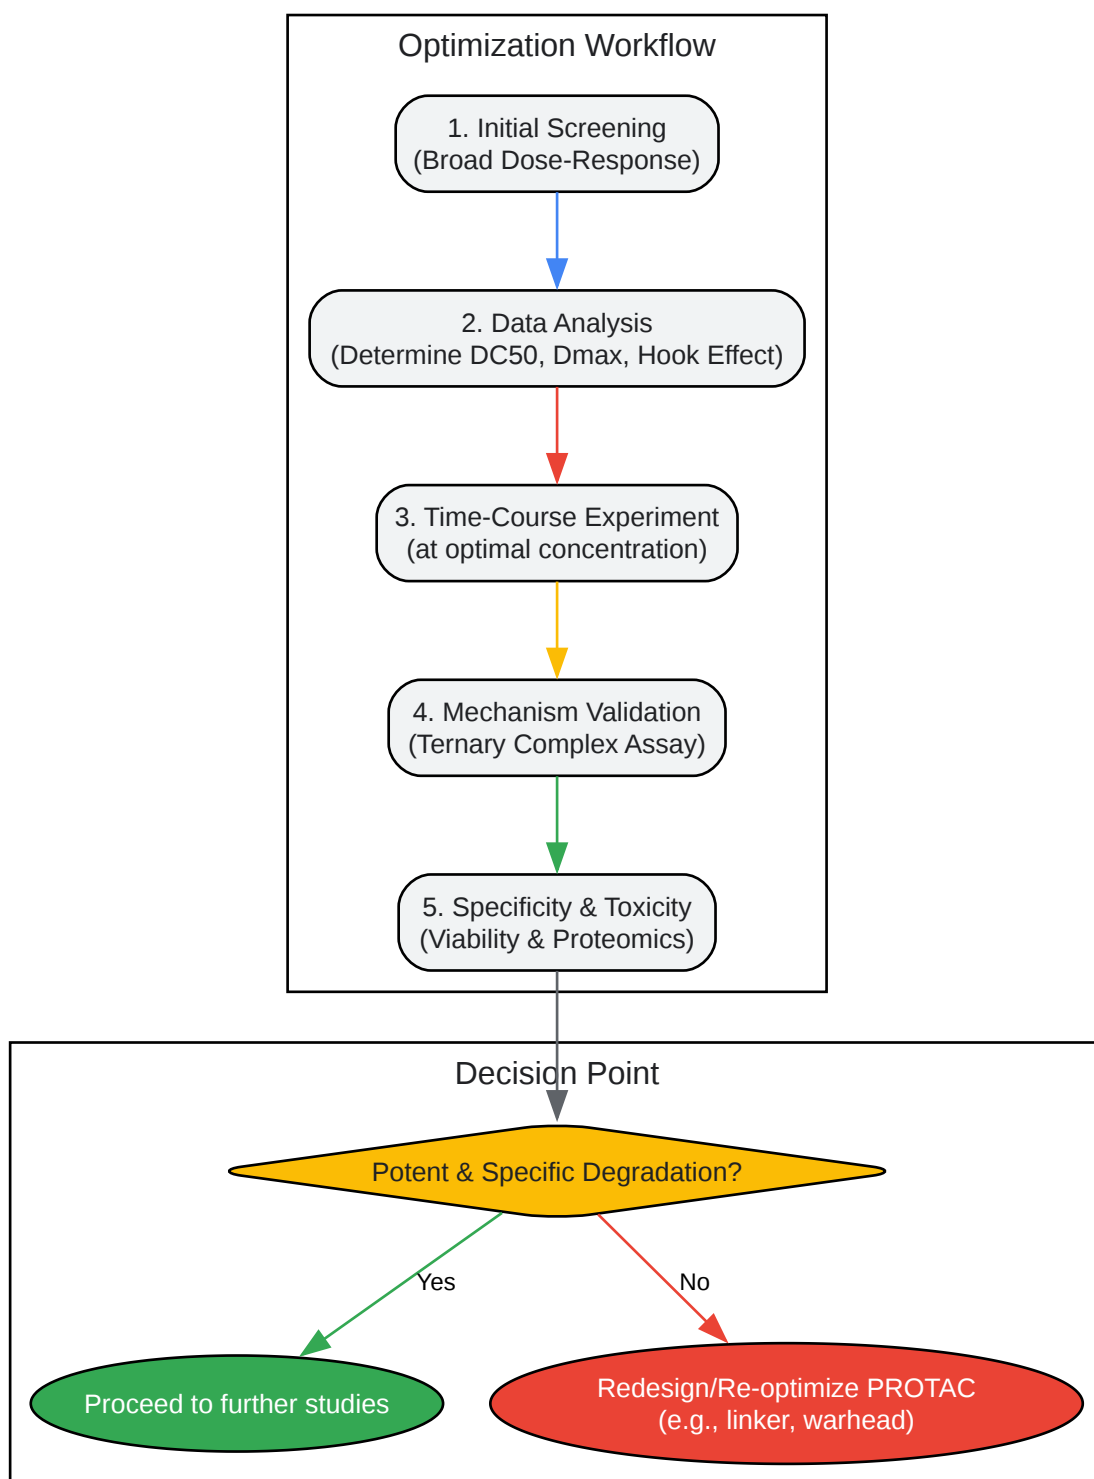 Optimization Workflow
1. Initial Screening
(Broad Dose-Response)
2. Data Analysis
(Determine DC50, Dmax, Hook Effect)
3. Time-Course Experiment
(at optimal concentration)
4. Mechanism Validation
(Ternary Complex Assay)
5. Specificity & Toxicity
(Viability & Proteomics)
Decision Point
Potent & Specific Degradation?
Yes
No
Proceed to further studies
Redesign/Re-optimize PROTAC
(e.g., linker, warhead)